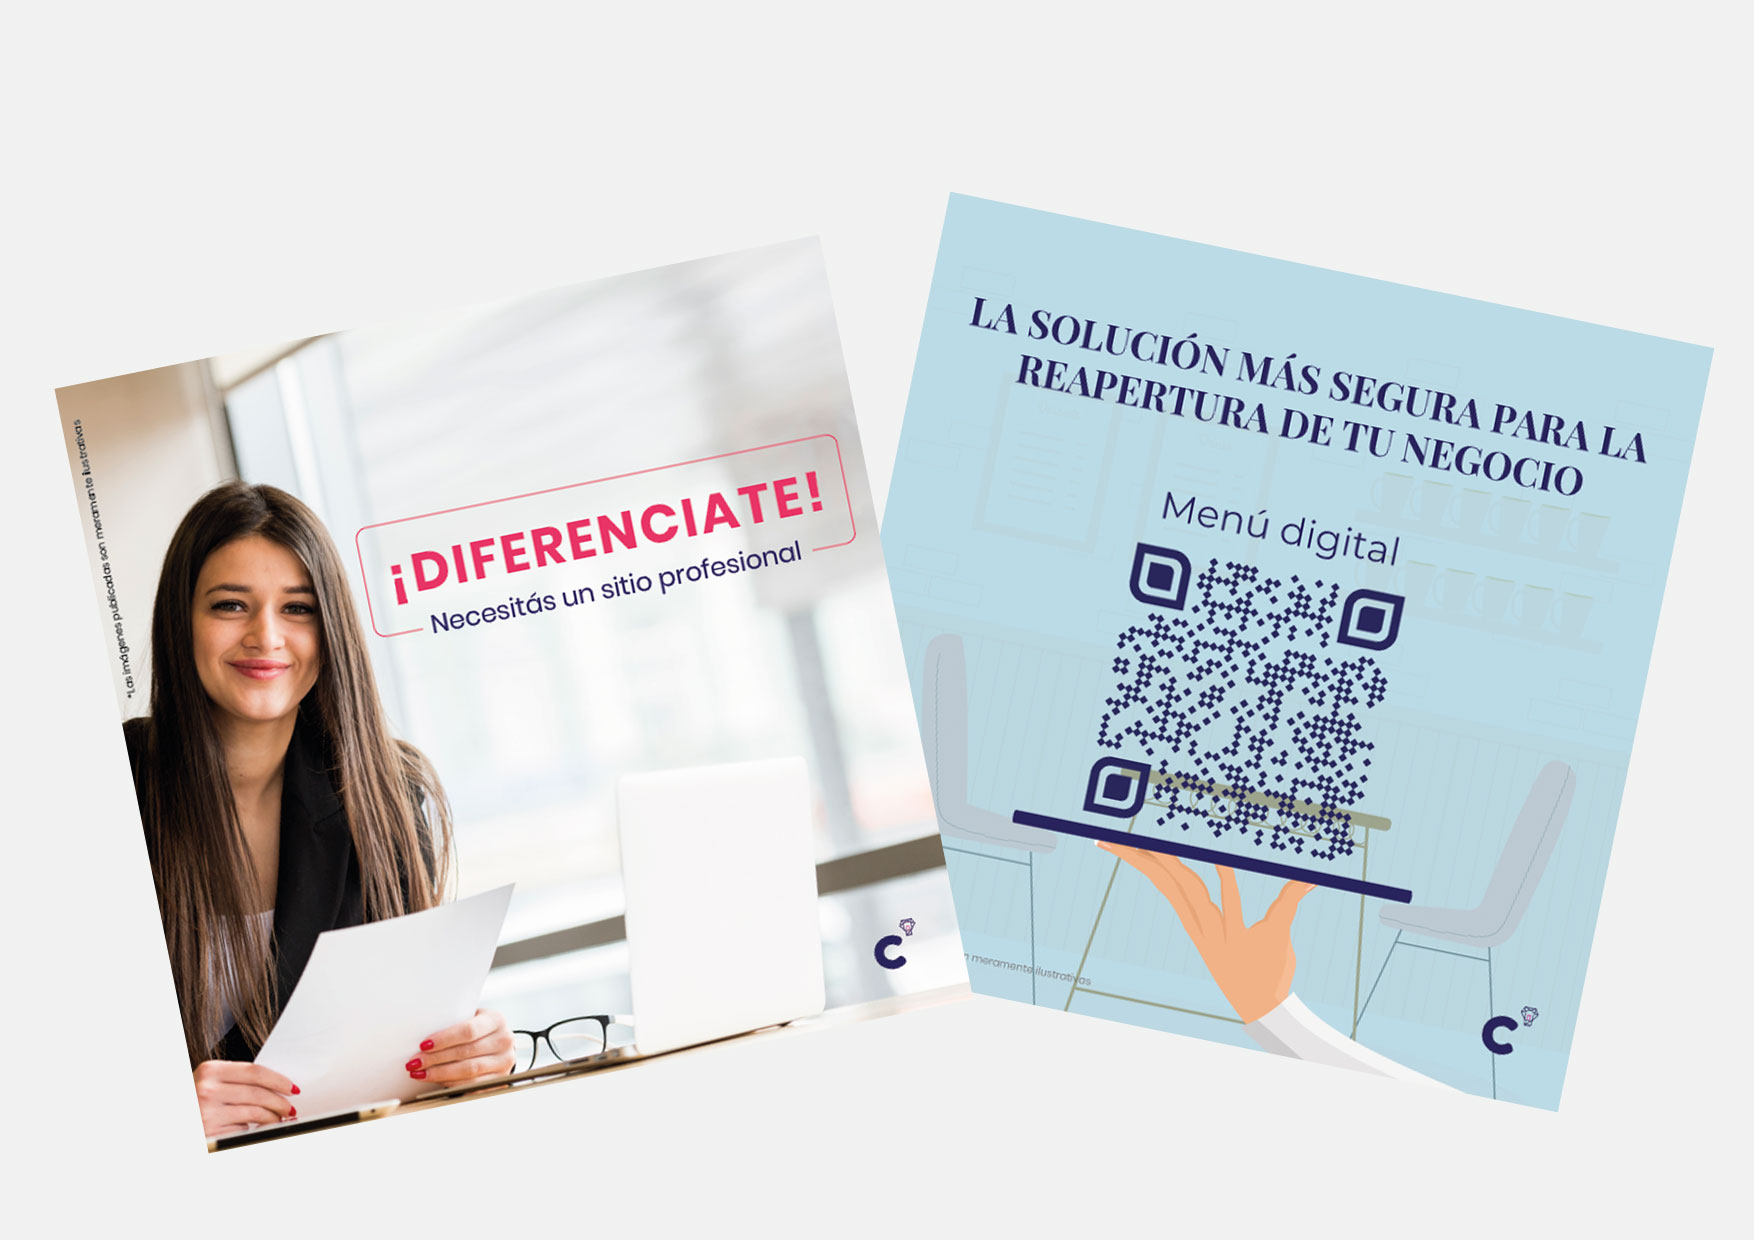 *Las imágenes publicadas son meramente ilustrativas
¡DIFERENCIATE!
Necesitás un sitio profesional
C
LA SOLUCIÓN MÁS SEGURA PARA LA
REAPERTURA DE TU NEGOCIO
Menú digital
meramente ilustrativas
C